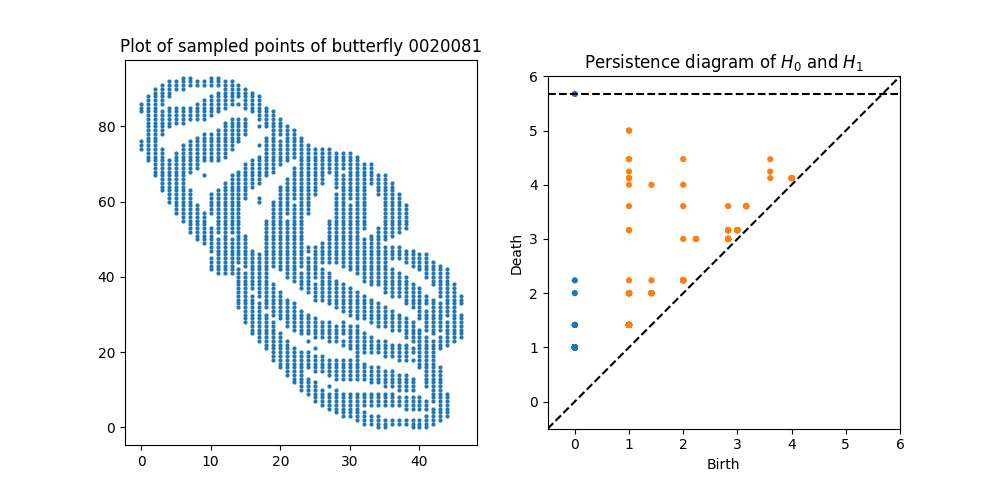 Plot of sampled points of butterfly 0020081
80
60
40
20
0
0 10 20 30 40
Persistence diagram of H₀ and H₁
6
5
4
3
2
1
0
Death
0 1 2 3 4 5 6
Birth